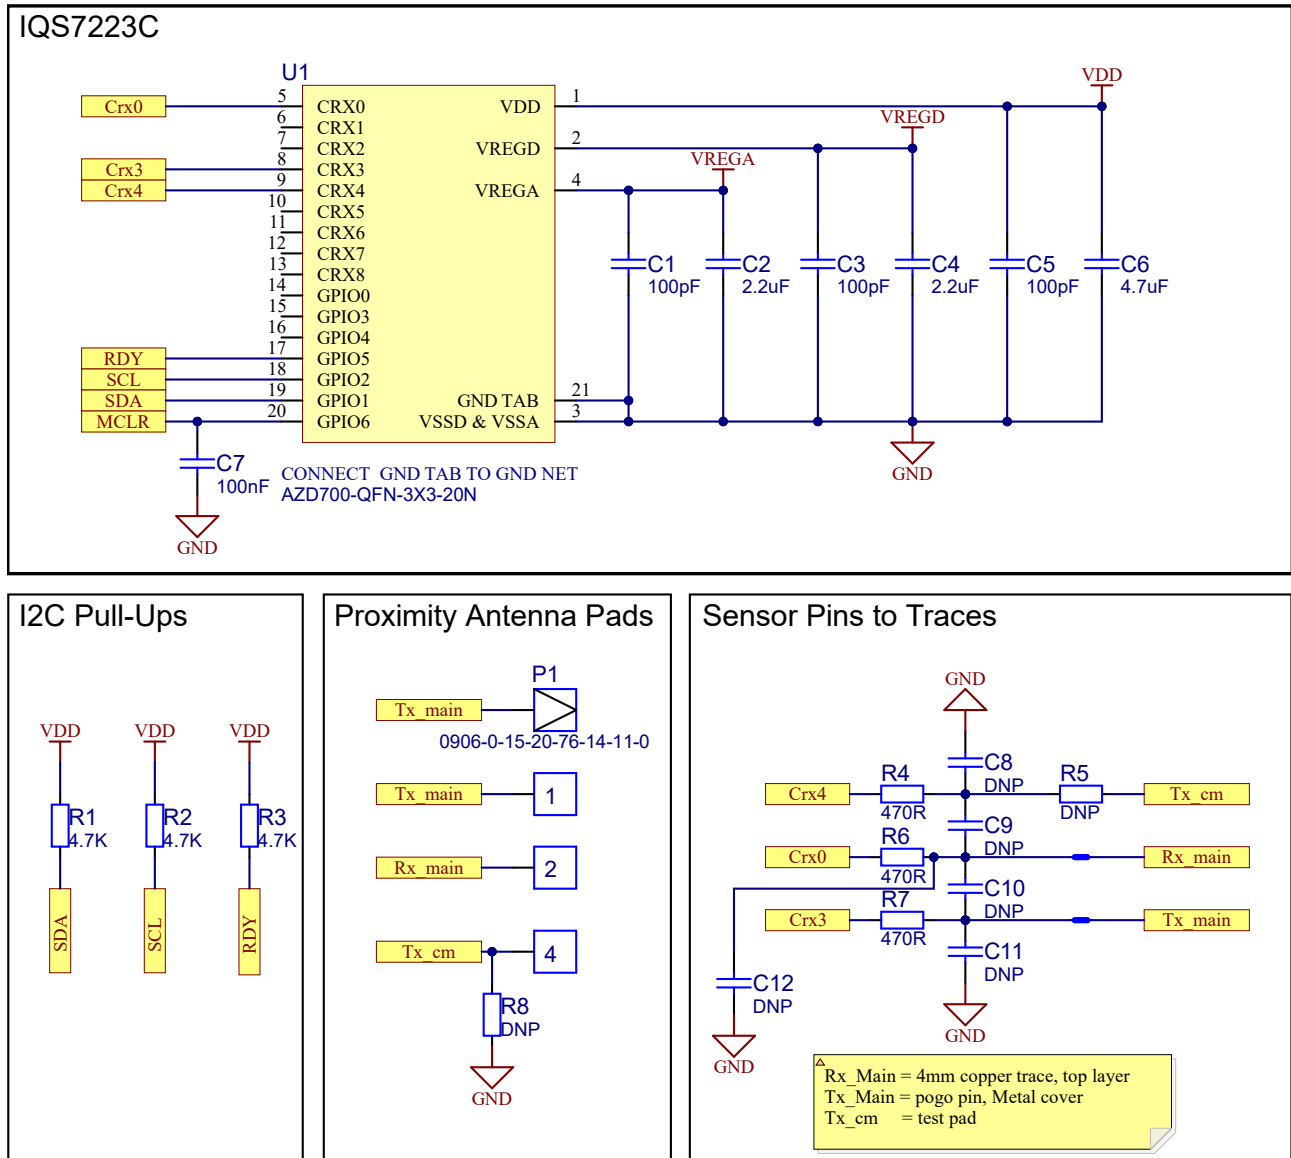 IQS7223C
U1
VDD
Crx0 5 CRX0 VDD 1
6 CRX1
7 CRX2 VREGD 2 VREGD
Crx3 8 CRX3 VREGA
Crx4 9 CRX4 VREGA 4
10 CRX5
11 CRX6
12 CRX7
13 CRX8
14 GPIO0
15 GPIO3
16 GPIO4
RDY 17 GPIO5
SCL 18 GPIO2
SDA 19 GPIO1 GND TAB 21
MCLR 20 GPIO6 VSSD & VSSA 3
C1 C2 C3 C4 C5 C6
100pF 2.2uF 100pF 2.2uF 100pF 4.7uF
GND
C7
100nF
GND
CONNECT GND TAB TO GND NET
AZD700-QFN-3X3-20N
I2C Pull-Ups
VDD VDD VDD
R1 R2 R3
4.7K 4.7K 4.7K
SDA SCL RDY
Proximity Antenna Pads
P1
Tx_main
0906-0-15-20-76-14-11-0
Tx_main 1
Rx_main 2
Tx_cm 4
R8
DNP
GND
Sensor Pins to Traces
GND
C8
DNP
Crx4 R4 R5 Tx_cm
470R DNP
C9
DNP
Crx0 R6 Rx_main
470R
C10
DNP
Crx3 R7 Tx_main
470R
C11
DNP
C12
DNP
GND
GND
Rx_Main = 4mm copper trace, top layer
Tx_Main = pogo pin, Metal cover
Tx_cm = test pad